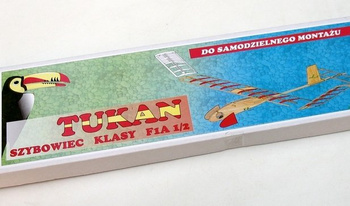 DO SAMODZIELNEGO MONTAŻU
TUKAN
SZYBOWIEC KLASY F1A 1/2